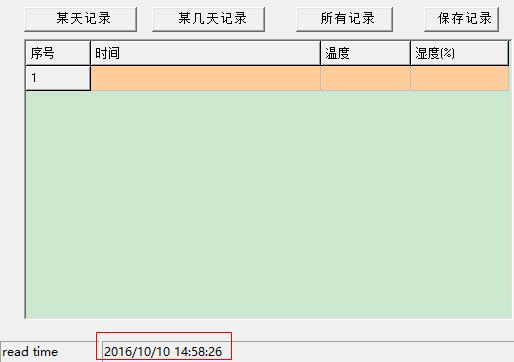 某天记录 某几天记录 所有记录 保存记录
序号 时间 温度 湿度(%)
1
read time 2016/10/10 14:58:26